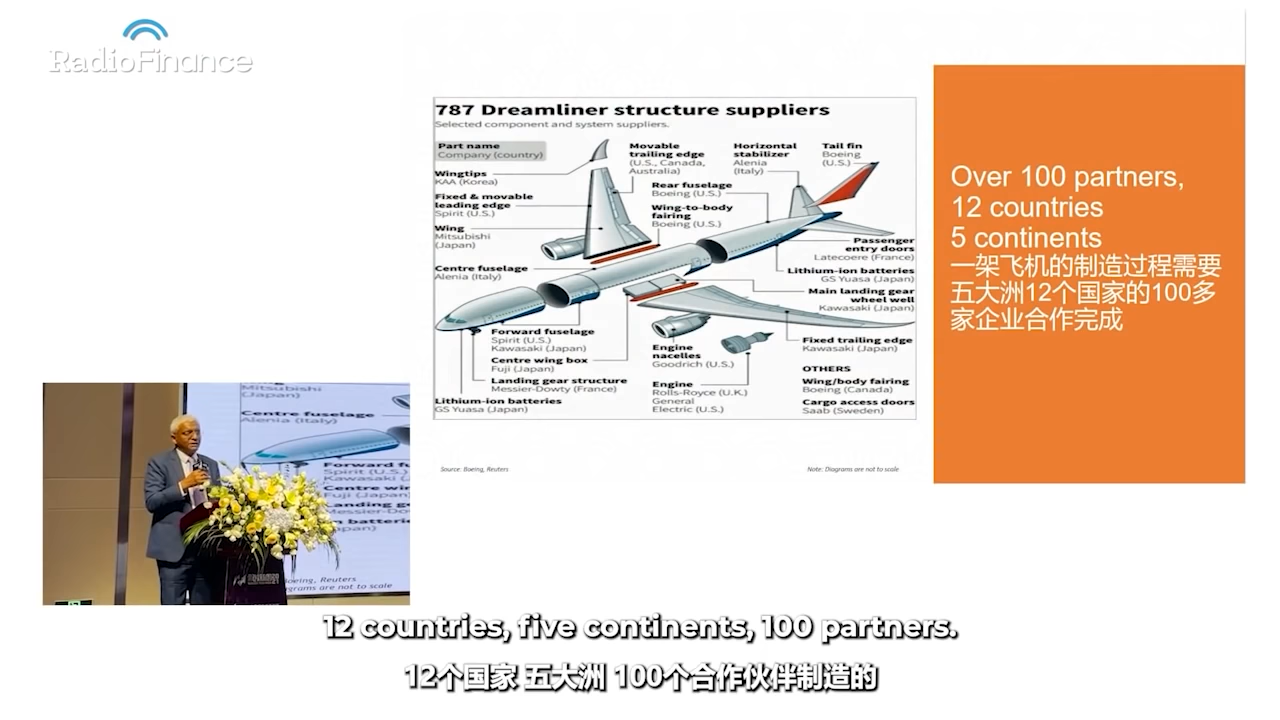 RadioFinance
787 Dreamliner structure suppliers
Selected component and system suppliers.
Part name
Company (country)
Wingtips
KAA (Korea)
Fixed & movable
leading edge
Spirit (U.S.)
Wing
Mitsubishi
(Japan)
Centre fuselage
Alenia (Italy)
Movable
trailing edge
(U.S., Canada,
Australia)
Rear fuselage
Boeing (U.S.)
Wing-to-body
fairing
Boeing (U.S.)
Horizontal
stabilizer
Alenia
(Italy)
Tail fin
Boeing
(U.S.)
Passenger
entry doors
Latecoere (France)
Lithium-ion batteries
GS Yuasa (Japan)
Main landing gear
wheel well
Kawasaki (Japan)
Fixed trailing edge
Kawasaki (Japan)
Forward fuselage
Spirit (U.S.)
Kawasaki (Japan)
Centre wing box
Fuji (Japan)
Landing gear structure
Messier-Dowty (France)
Lithium-ion batteries
GS Yuasa (Japan)
Engine
nacelles
Goodrich (U.S.)
Engine
Rolls-Royce (U.K.)
General
Electric (U.S.)
OTHERS
Wing/body fairing
Boeing (Canada)
Cargo access doors
Saab (Sweden)
Source: Boeing, Reuters
Note: Diagrams are not to scale
Over 100 partners,
12 countries
5 continents
一架飞机的制造过程需要
五大洲12个国家的100多
家企业合作完成
Mitsubishi
(Japan)
Centre fuselage
Alenia (Italy)
Forward fu
Spirit (U.S.)
Kawasaki (Ja
Centre win
Fuji (Japan)
Landing g
Messier-Do
n batterie
apan)
Boeing, Reuters
grams are not to scale
12 countries, five continents, 100 partners.
12个国家 五大洲 100个合作伙伴制造的